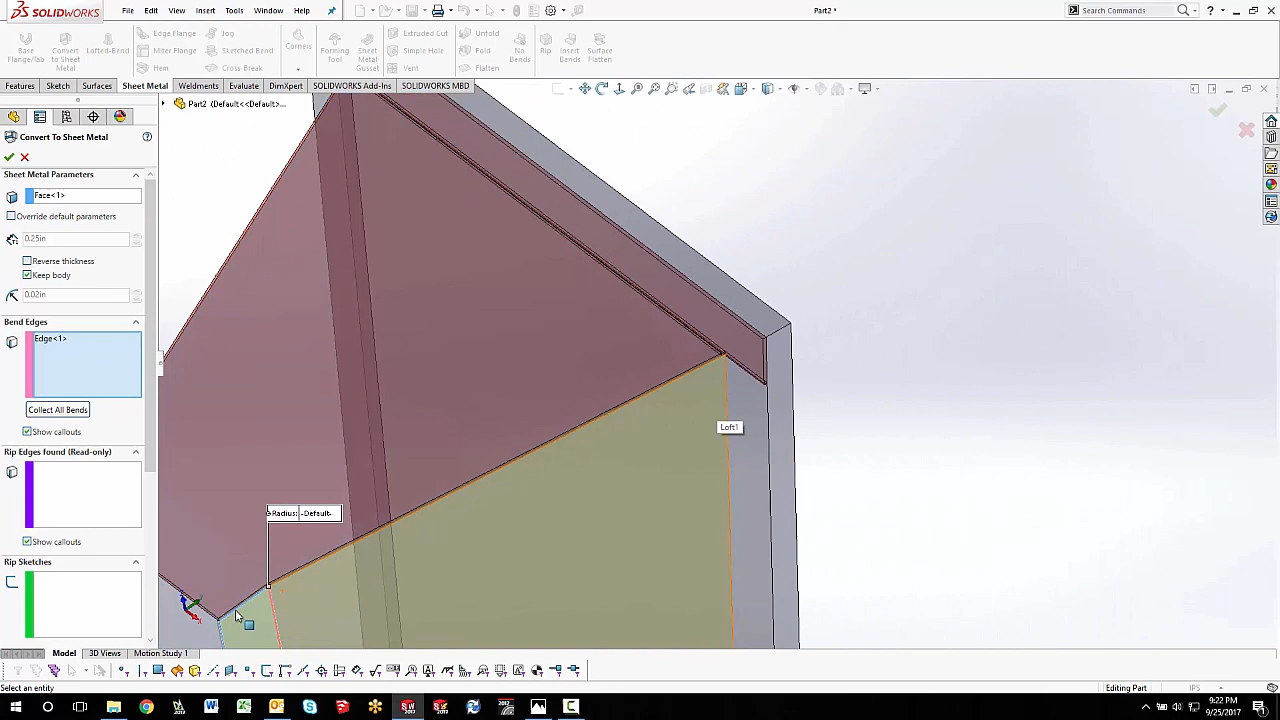 SOLIDWORKS
File Edit View Insert Tools Window Help
Part2 *
Search Commands
Base Flange/Tab
Convert to Sheet Metal
Lofted-Bend
Edge Flange
Miter Flange
Hem
Jog
Sketched Bend
Cross-Break
Corners
Forming Tool
Sheet Metal Gusset
Extruded Cut
Simple Hole
Vent
Unfold
Fold
Flatten
No Bends
Rip
Insert Bends
Surface Flatten
Features Sketch Surfaces Sheet Metal Weldments Evaluate DimXpert SOLIDWORKS Add-Ins SOLIDWORKS MBD
Part2 (Default<<Default>...
Convert To Sheet Metal
Sheet Metal Parameters
Face<1>
Override default parameters
0.25in
Reverse thickness
Keep body
0.02in
Bend Edges
Edge<1>
Collect All Bends
Show callouts
Rip Edges found (Read-only)
Show callouts
Rip Sketches
Loft1
Radius: -Default-
Model 3D Views Motion Study 1
Select an entity
Editing Part
IPS
9:22 PM
9/25/2017